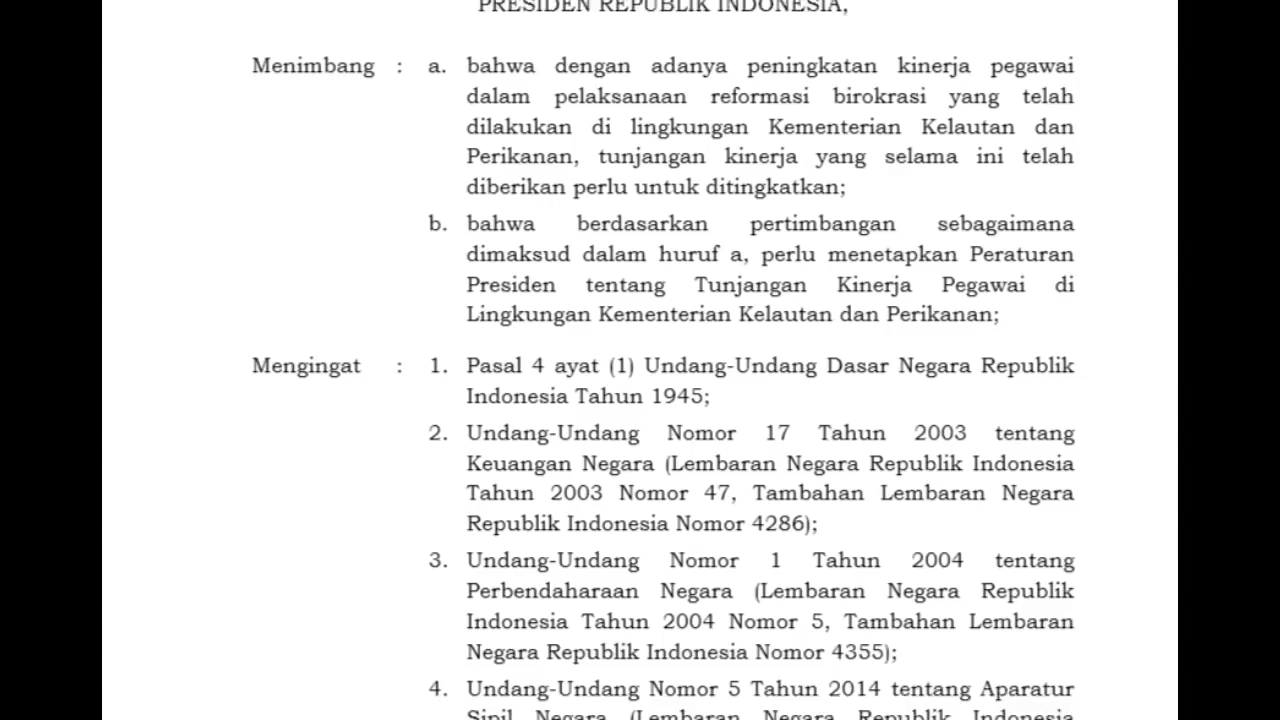 PRESIDEN REPUBLIK INDONESIA,
Menimbang : a. bahwa dengan adanya peningkatan kinerja pegawai
dalam pelaksanaan reformasi birokrasi yang telah
dilakukan di lingkungan Kementerian Kelautan dan
Perikanan, tunjangan kinerja yang selama ini telah
diberikan perlu untuk ditingkatkan;
b. bahwa berdasarkan pertimbangan sebagaimana
dimaksud dalam huruf a, perlu menetapkan Peraturan
Presiden tentang Tunjangan Kinerja Pegawai di
Lingkungan Kementerian Kelautan dan Perikanan;
Mengingat : 1. Pasal 4 ayat (1) Undang-Undang Dasar Negara Republik
Indonesia Tahun 1945;
2. Undang-Undang Nomor 17 Tahun 2003 tentang
Keuangan Negara (Lembaran Negara Republik Indonesia
Tahun 2003 Nomor 47, Tambahan Lembaran Negara
Republik Indonesia Nomor 4286);
3. Undang-Undang Nomor 1 Tahun 2004 tentang
Perbendaharaan Negara (Lembaran Negara Republik
Indonesia Tahun 2004 Nomor 5, Tambahan Lembaran
Negara Republik Indonesia Nomor 4355);
4. Undang-Undang Nomor 5 Tahun 2014 tentang Aparatur
Sipil Negara (Lembaran Negara Republik Indonesia